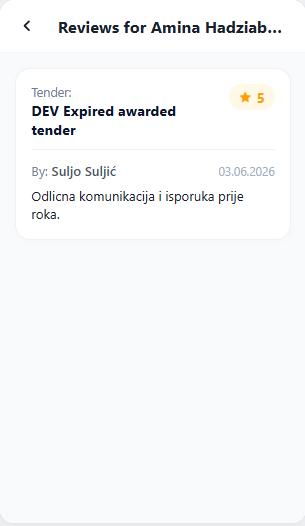 Reviews for Amina Hadziab...
Tender:
5
DEV Expired awarded
tender
By: Suljo Suljić
03.06.2026
Odlicna komunikacija i isporuka prije
roka.